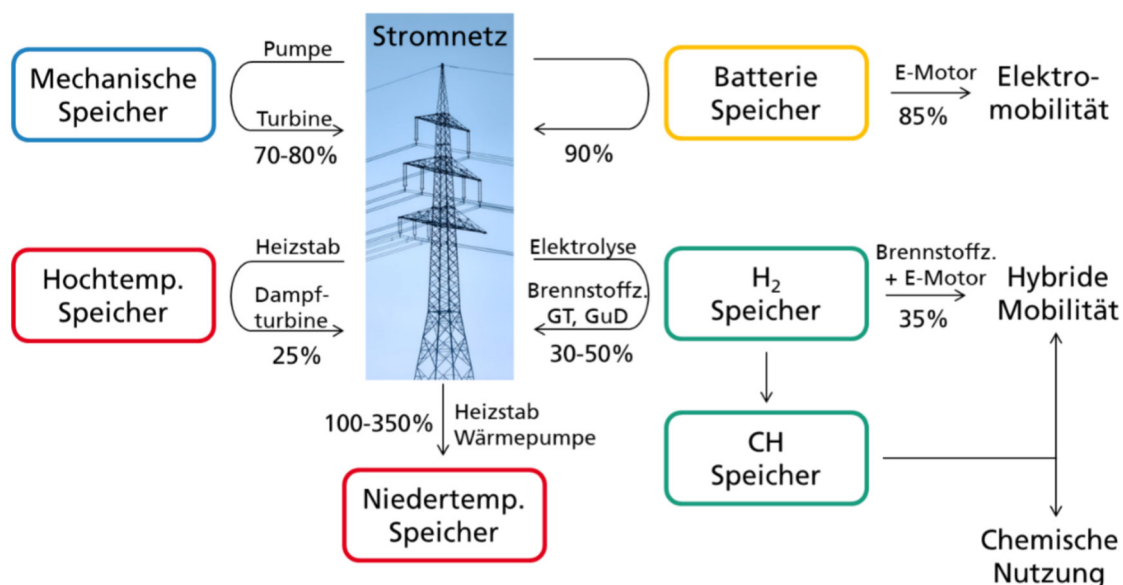 Stromnetz
Pumpe
Mechanische
Speicher
Turbine
70-80%
90%
Batterie
Speicher
E-Motor
85%
Elektro-
mobilität
Heizstab
Hochtemp.
Speicher
Dampf-
turbine
25%
Elektrolyse
Brennstoffz.
GT, GuD
30-50%
H₂
Speicher
Brennstoffz.
+ E-Motor
35%
Hybride
Mobilität
100-350%
Heizstab
Wärmepumpe
CH
Speicher
Niedertemp.
Speicher
Chemische
Nutzung